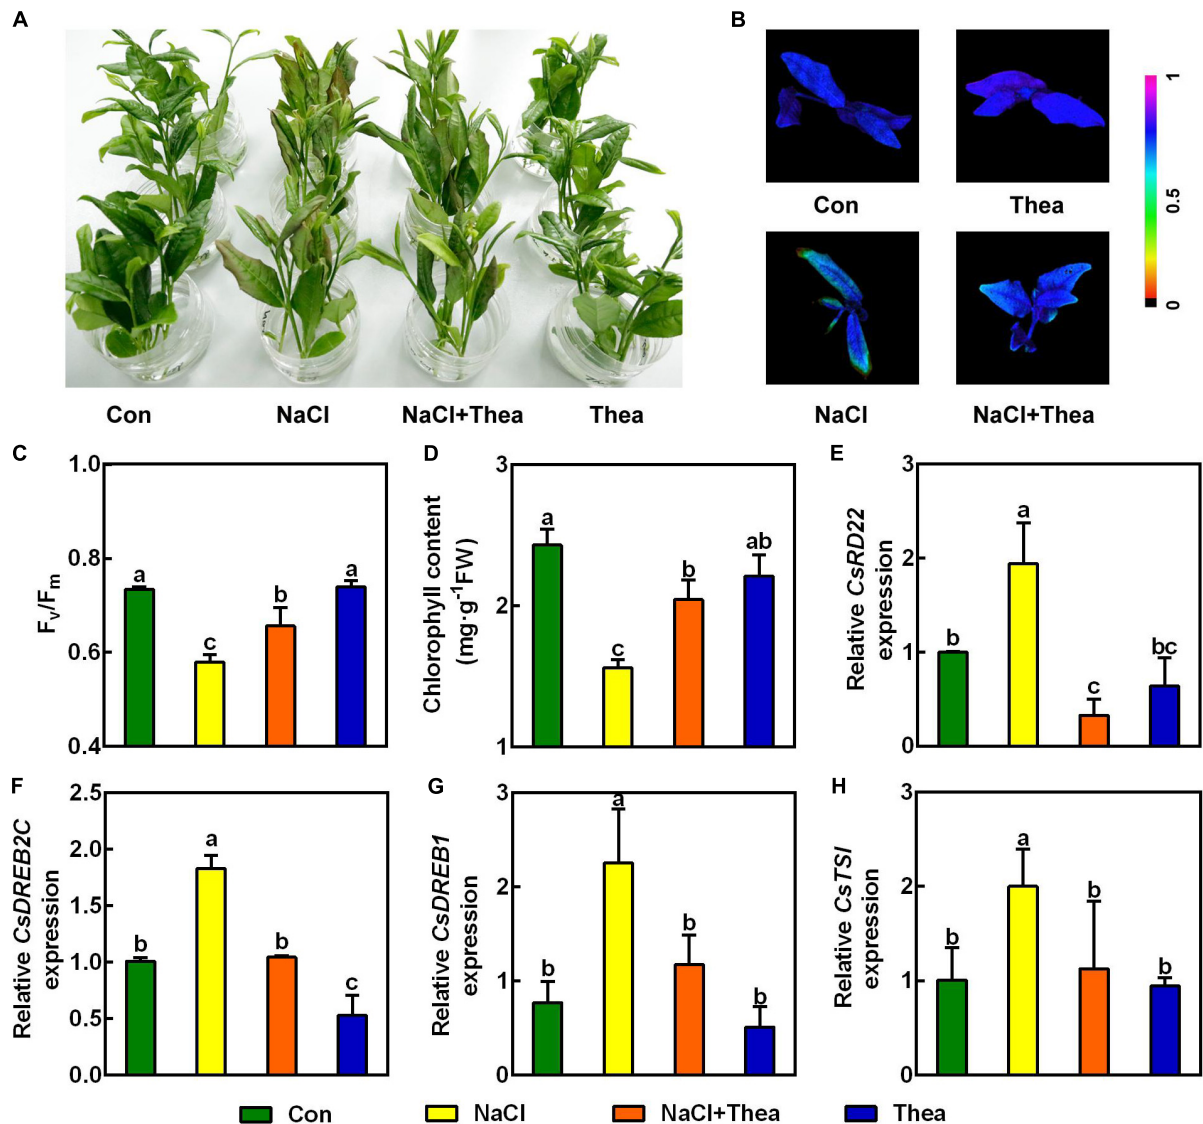 A
B
Con
Thea
1
0.5
0
Con
NaCl
NaCl+Thea
Thea
NaCl
NaCl+Thea
C
1.0
0.8
0.6
0.4
Fv/Fm
a
c
b
a
D
3
2
1
Chlorophyll content
(mg·g⁻¹FW)
a
c
b
ab
E
3
2
1
0
Relative CsRD22
expression
b
a
c
bc
F
2.5
2.0
1.5
1.0
0.5
0.0
Relative CsDREB2C
expression
b
a
b
c
G
3
2
1
0
Relative CsDREB1
expression
b
a
b
b
H
3
2
1
0
Relative CsTSI
expression
b
a
b
b
Con
NaCl
NaCl+Thea
Thea